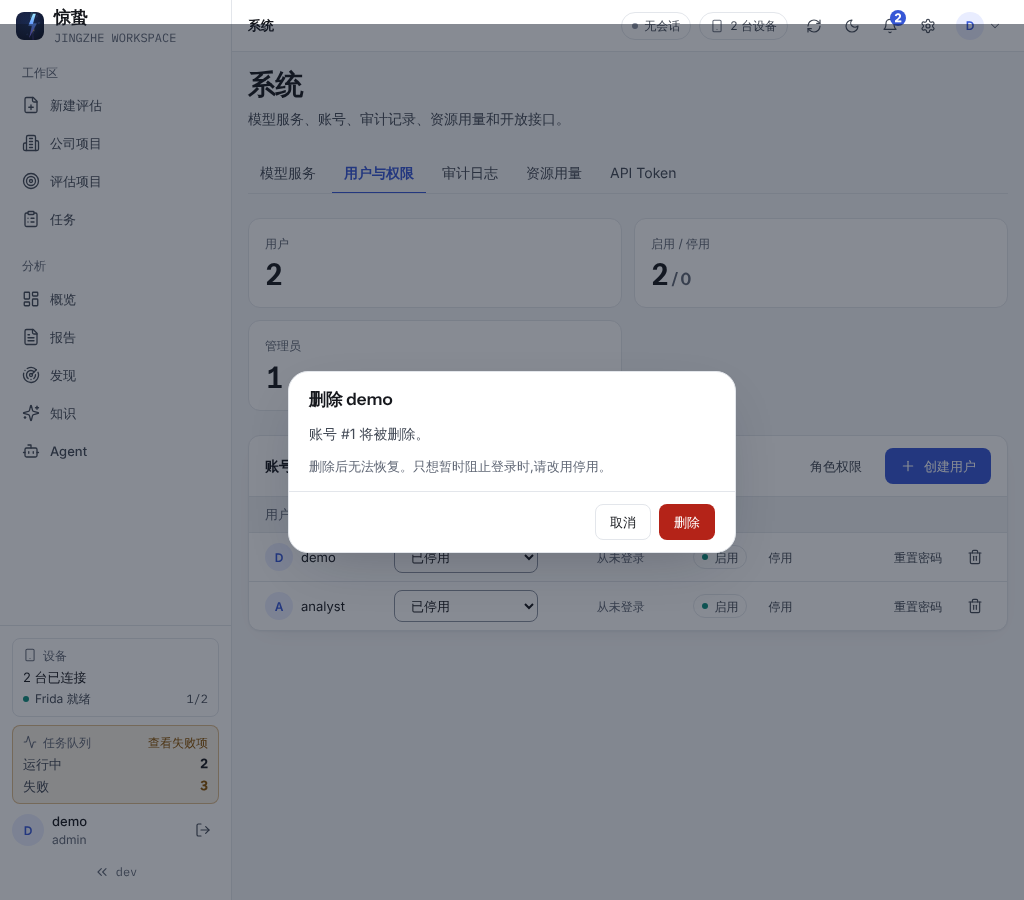 惊蛰
JINGZHE WORKSPACE
工作区
新建评估
公司项目
评估项目
任务
分析
概览
报告
发现
知识
Agent
设备
2 台已连接
Frida 就绪 1/2
任务队列 查看失败项
运行中 2
失败 3
D demo
admin
dev
系统 无会话 2 台设备 2 D
系统
模型服务、账号、审计记录、资源用量和开放接口。
模型服务 用户与权限 审计日志 资源用量 API Token
用户
2
启用 / 停用
2 / 0
管理员
1
删除 demo
账号 #1 将被删除。
删除后无法恢复。只想暂时阻止登录时,请改用停用。
取消 删除
角色权限 创建用户
D demo 已停用 从未登录 启用 停用 重置密码
A analyst 已停用 从未登录 启用 停用 重置密码